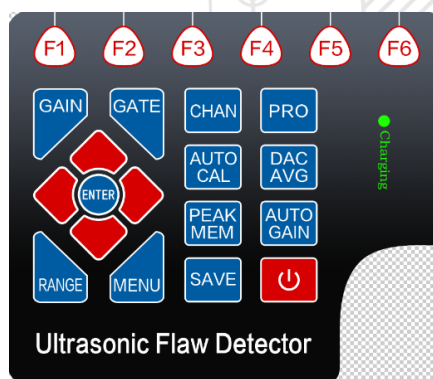 F1 F2 F3 F4 F5 F6
GAIN GATE CHAN PRO
Charging
AUTO
CAL
DAC
AVG
ENTER
PEAK
MEM
AUTO
GAIN
RANGE MENU SAVE
Ultrasonic Flaw Detector